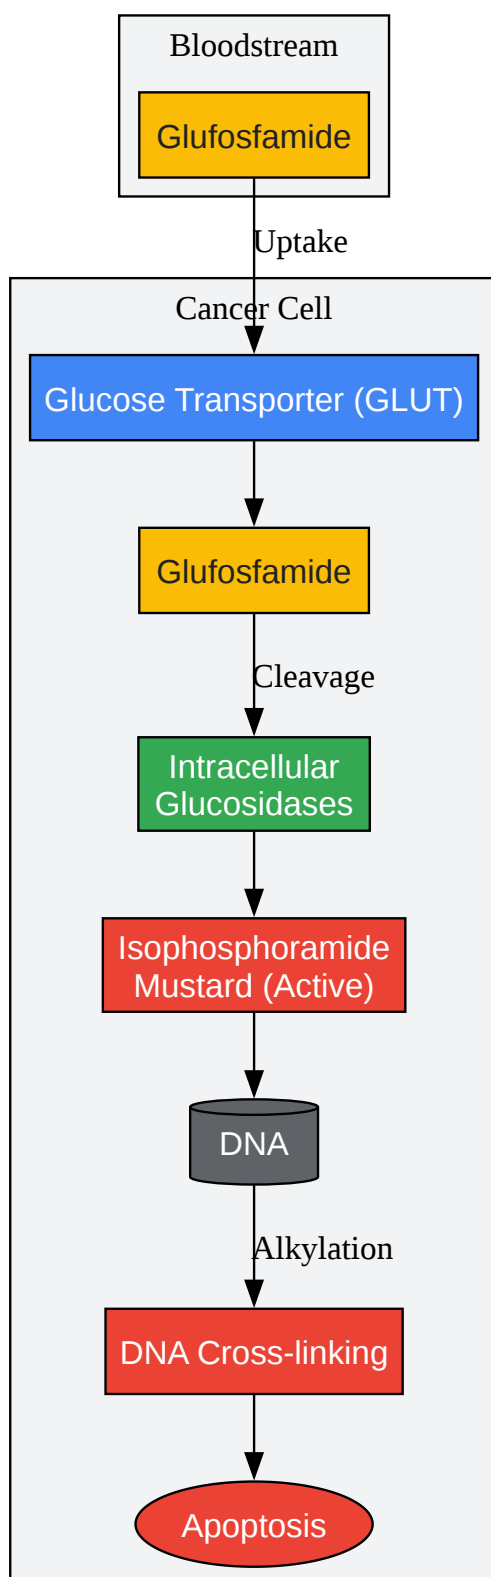 Bloodstream
Glufosfamide
Uptake
Cancer Cell
Glucose Transporter (GLUT)
Glufosfamide
Cleavage
Intracellular
Glucosidases
Isophosphoramide
Mustard (Active)
DNA
Alkylation
DNA Cross-linking
Apoptosis